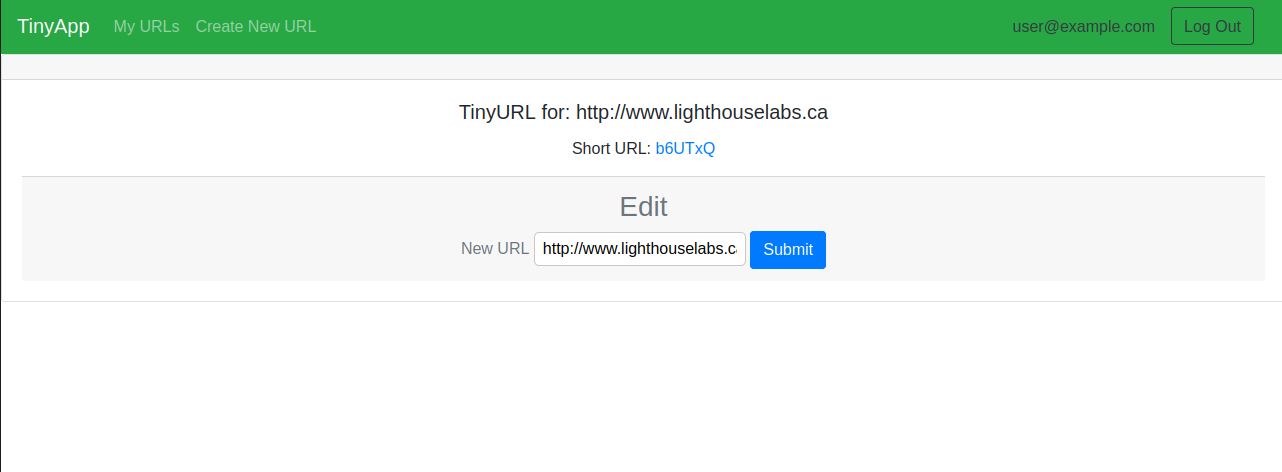 TinyApp My URLs Create New URL user@example.com Log Out
TinyURL for: http://www.lighthouselabs.ca
Short URL: b6UTxQ
Edit
New URL http://www.lighthouselabs.ca Submit